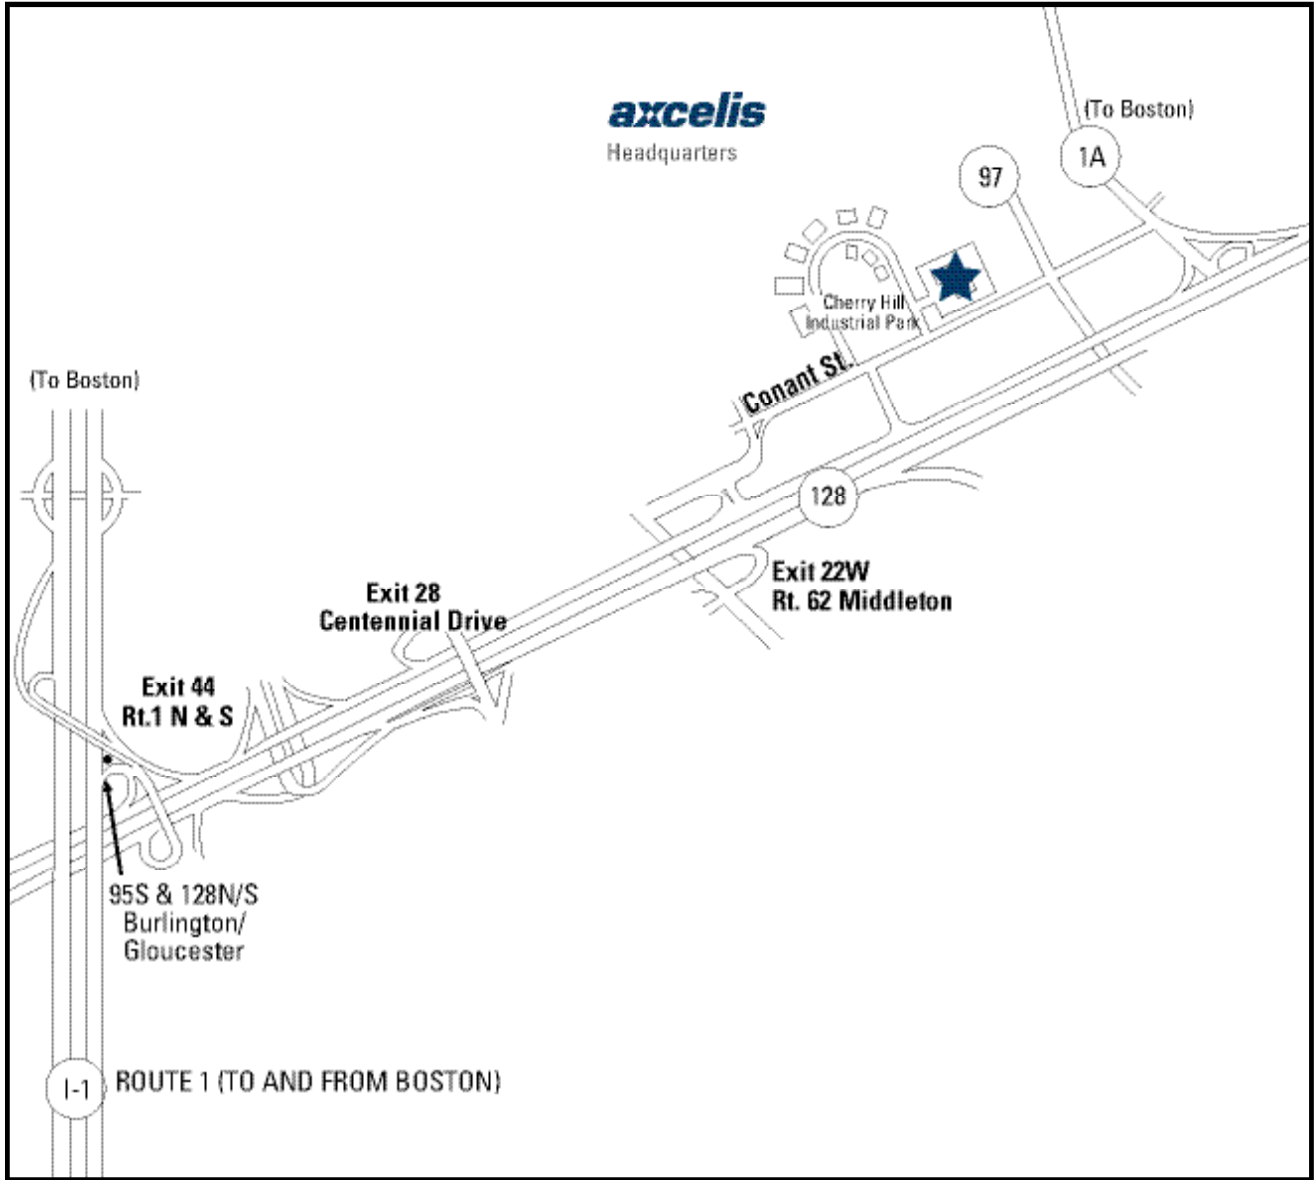 axcelis
Headquarters
(To Boston)
1A
97
Cherry Hill
Industrial Park
Conant St.
(To Boston)
128
Exit 22W
Rt. 62 Middleton
Exit 28
Centennial Drive
Exit 44
Rt.1 N & S
95S & 128N/S
Burlington/
Gloucester
I-1
ROUTE 1 (TO AND FROM BOSTON)